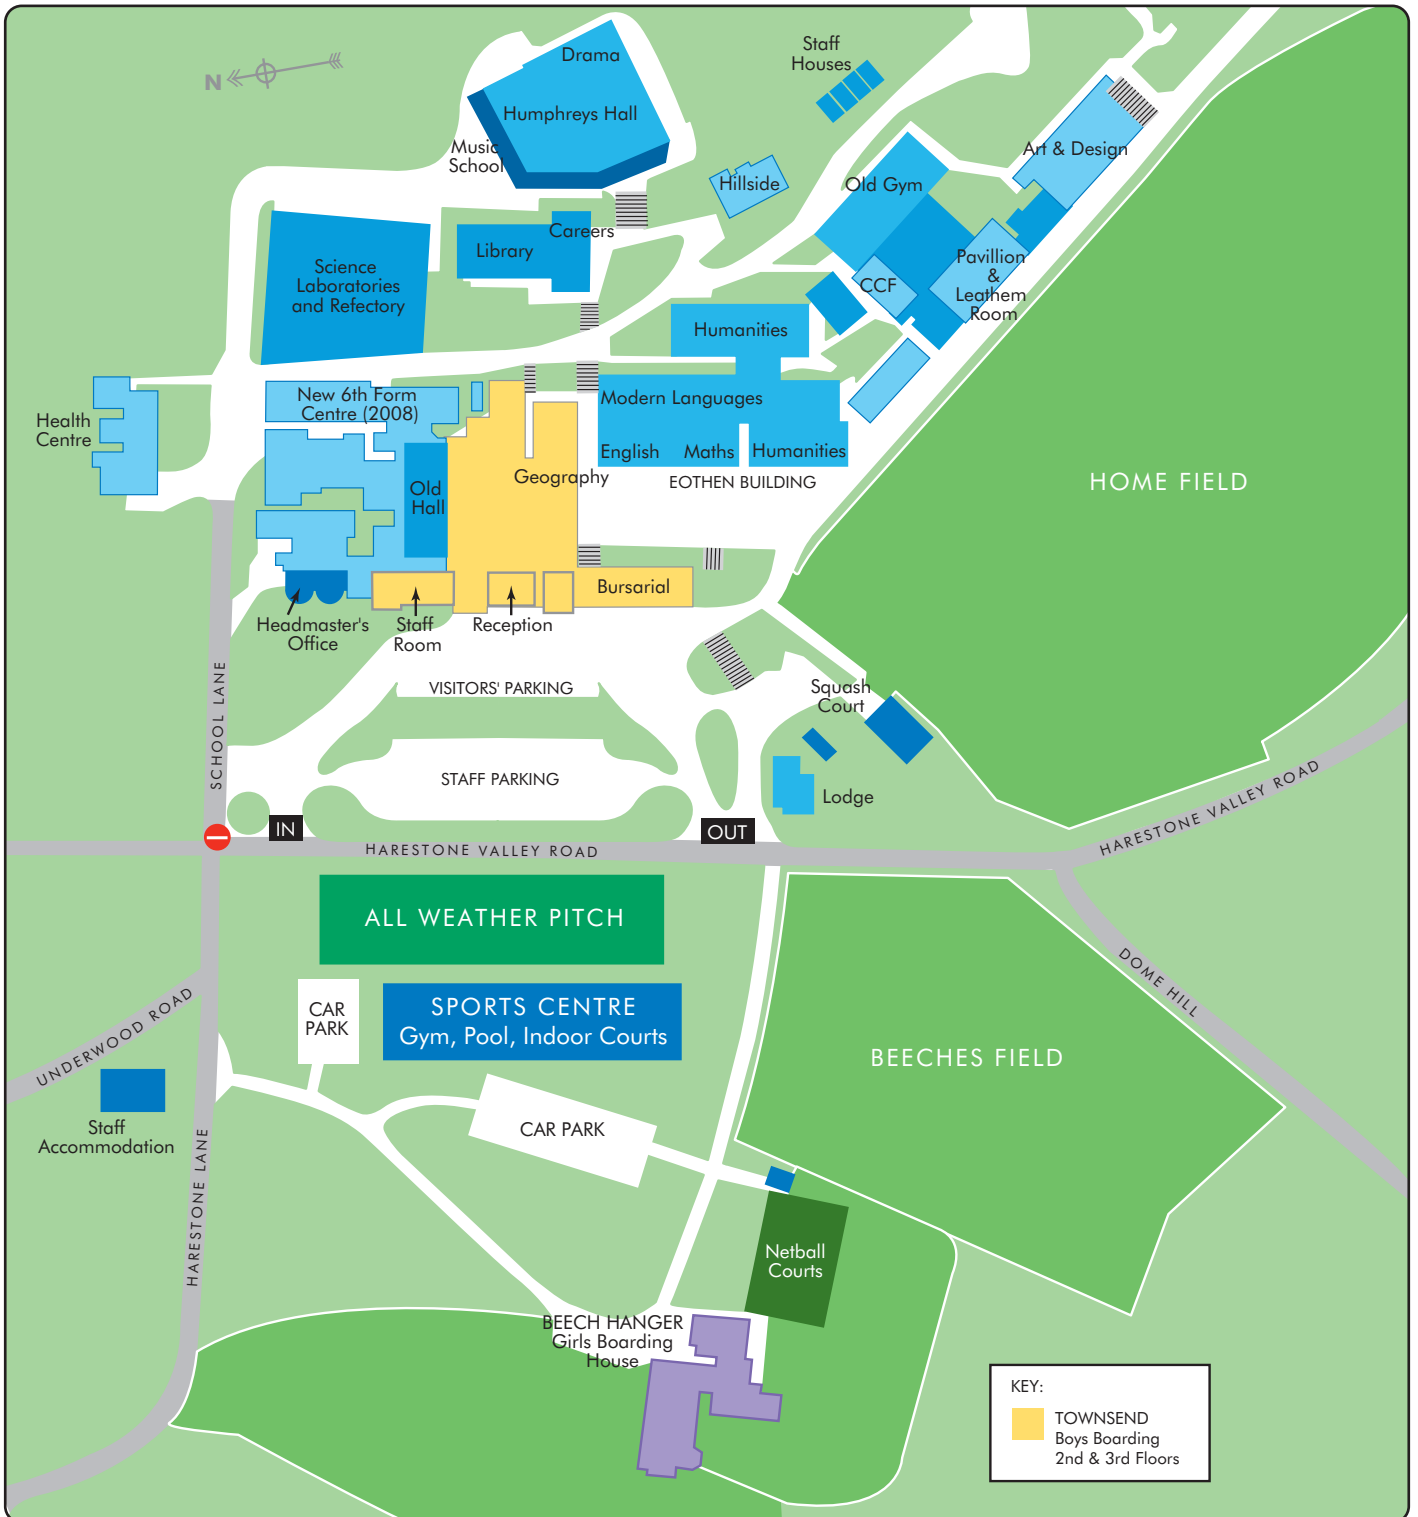 Drama
Staff
Houses
N
Humphreys Hall
Music
School
Art & Design
Hillside
Old Gym
Careers
Library
Science
Laboratories
and Refectory
Pavillion
&
Leathem
Room
CCF
Humanities
New 6th Form
Centre (2008)
Modern Languages
Health
Centre
English
Maths
Humanities
Geography
EOTHEN BUILDING
Old
Hall
HOME FIELD
Bursarial
Headmaster's
Office
Staff
Room
Reception
VISITORS' PARKING
SCHOOL LANE
Squash
Court
STAFF PARKING
Lodge
IN
OUT
HARESTONE VALLEY ROAD
HARESTONE VALLEY ROAD
ALL WEATHER PITCH
DOME HILL
CAR
PARK
SPORTS CENTRE
Gym, Pool, Indoor Courts
UNDERWOOD ROAD
BEECHES FIELD
Staff
Accommodation
CAR PARK
HARESTONE LANE
Netball
Courts
BEECH HANGER
Girls Boarding
House
KEY:
TOWNSEND
Boys Boarding
2nd & 3rd Floors